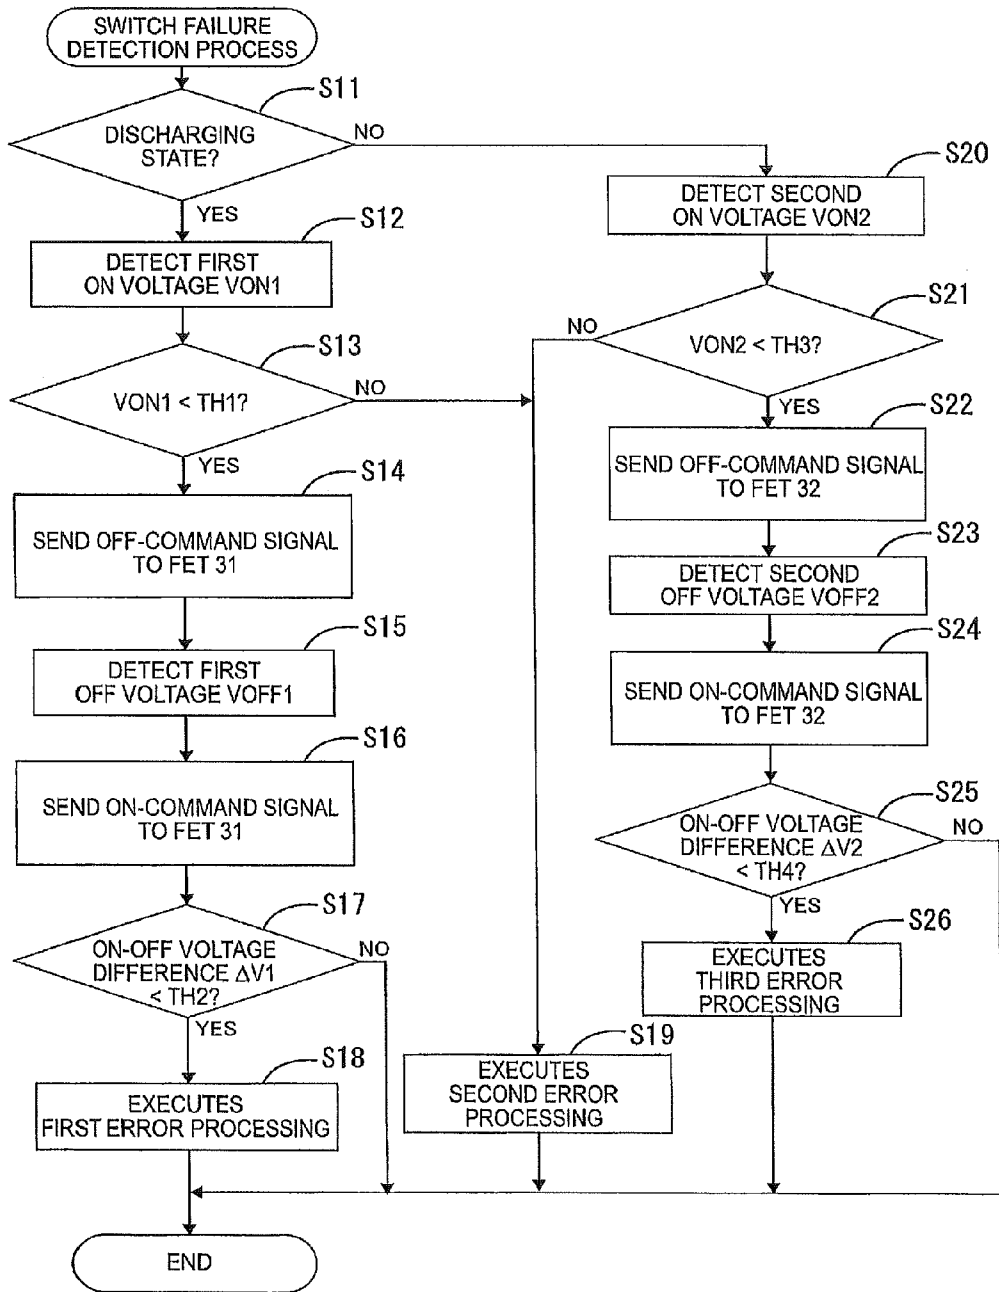 SWITCH FAILURE
DETECTION PROCESS
S11
DISCHARGING
STATE?
NO
YES
S12
DETECT FIRST
ON VOLTAGE VON1
S13
VON1 < TH1?
NO
YES
S14
SEND OFF-COMMAND SIGNAL
TO FET 31
S15
DETECT FIRST
OFF VOLTAGE VOFF1
S16
SEND ON-COMMAND SIGNAL
TO FET 31
S17
ON-OFF VOLTAGE
DIFFERENCE ΔV1
< TH2?
NO
YES
S18
EXECUTES
FIRST ERROR PROCESSING
S19
EXECUTES
SECOND ERROR
PROCESSING
S20
DETECT SECOND
ON VOLTAGE VON2
S21
VON2 < TH3?
NO
YES
S22
SEND OFF-COMMAND SIGNAL
TO FET 32
S23
DETECT SECOND
OFF VOLTAGE VOFF2
S24
SEND ON-COMMAND SIGNAL
TO FET 32
S25
ON-OFF VOLTAGE
DIFFERENCE ΔV2
< TH4?
NO
YES
S26
EXECUTES
THIRD ERROR
PROCESSING
END